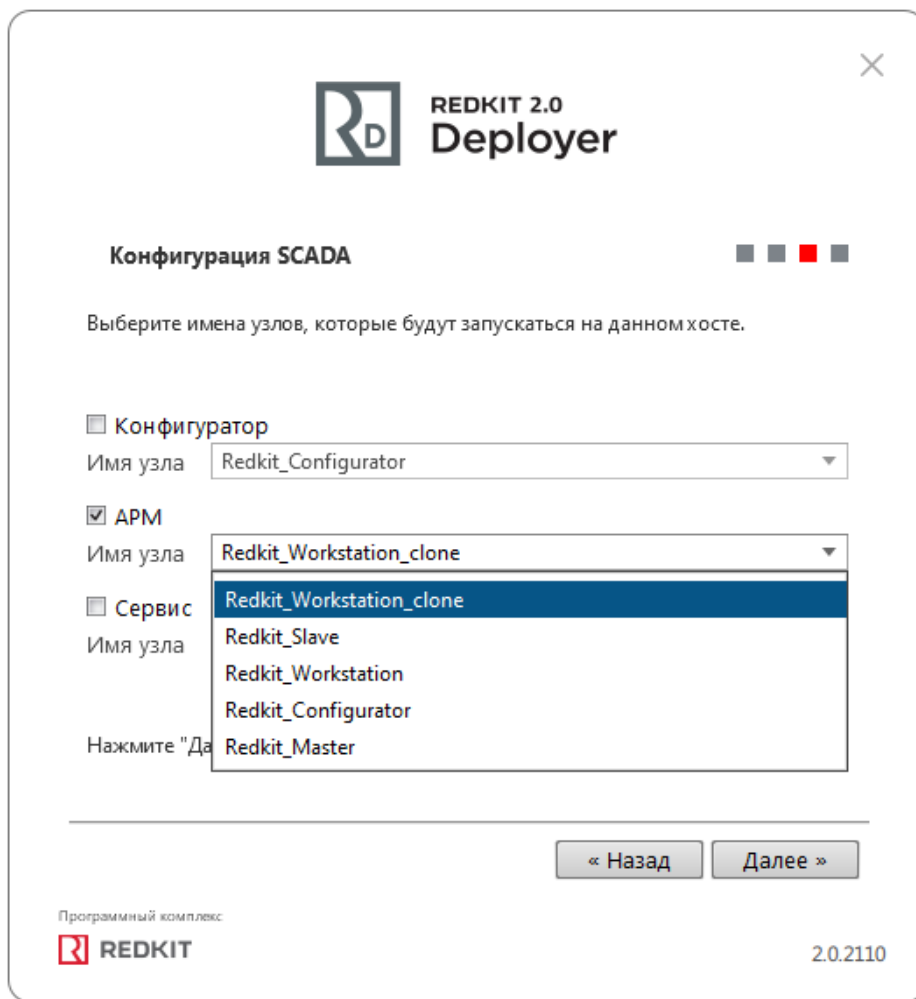 REDKIT 2.0
Deployer
Конфигурация SCADA
Выберите имена узлов, которые будут запускаться на данном хосте.
Конфигуратор
Имя узла Redkit_Configurator
АРМ
Имя узла Redkit_Workstation_clone
Redkit_Workstation_clone
Сервис
Redkit_Slave
Имя узла
Redkit_Workstation
Redkit_Configurator
Нажмите "Да
Redkit_Master
« Назад Далее »
Программный комплекс
REDKIT
2.0.2110